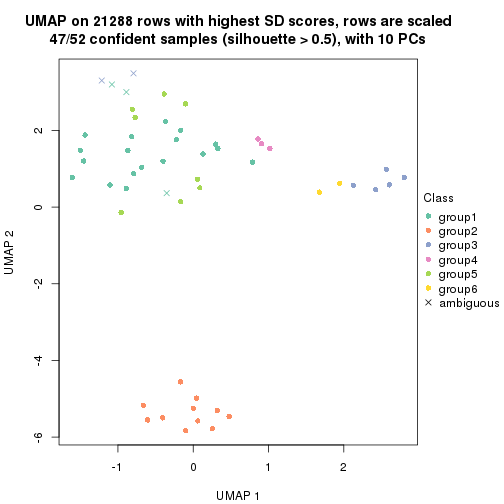 UMAP on 21288 rows with highest SD scores, rows are scaled
47/52 confident samples (silhouette > 0.5), with 10 PCs
2
0
-2
-4
-6
UMAP 2
-1
0
1
2
UMAP 1
Class
group1
group2
group3
group4
group5
group6
ambiguous